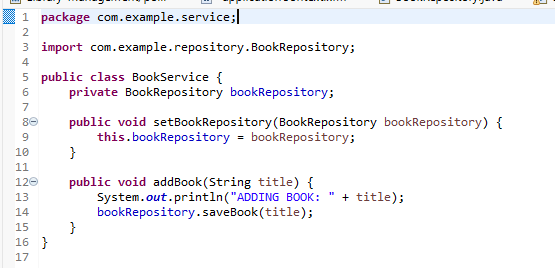 1 package com.example.service;
2
3 import com.example.repository.BookRepository;
4
5 public class BookService {
6     private BookRepository bookRepository;
7
8     public void setBookRepository(BookRepository bookRepository) {
9         this.bookRepository = bookRepository;
10     }
11
12     public void addBook(String title) {
13         System.out.println("ADDING BOOK: " + title);
14         bookRepository.saveBook(title);
15     }
16 }
17